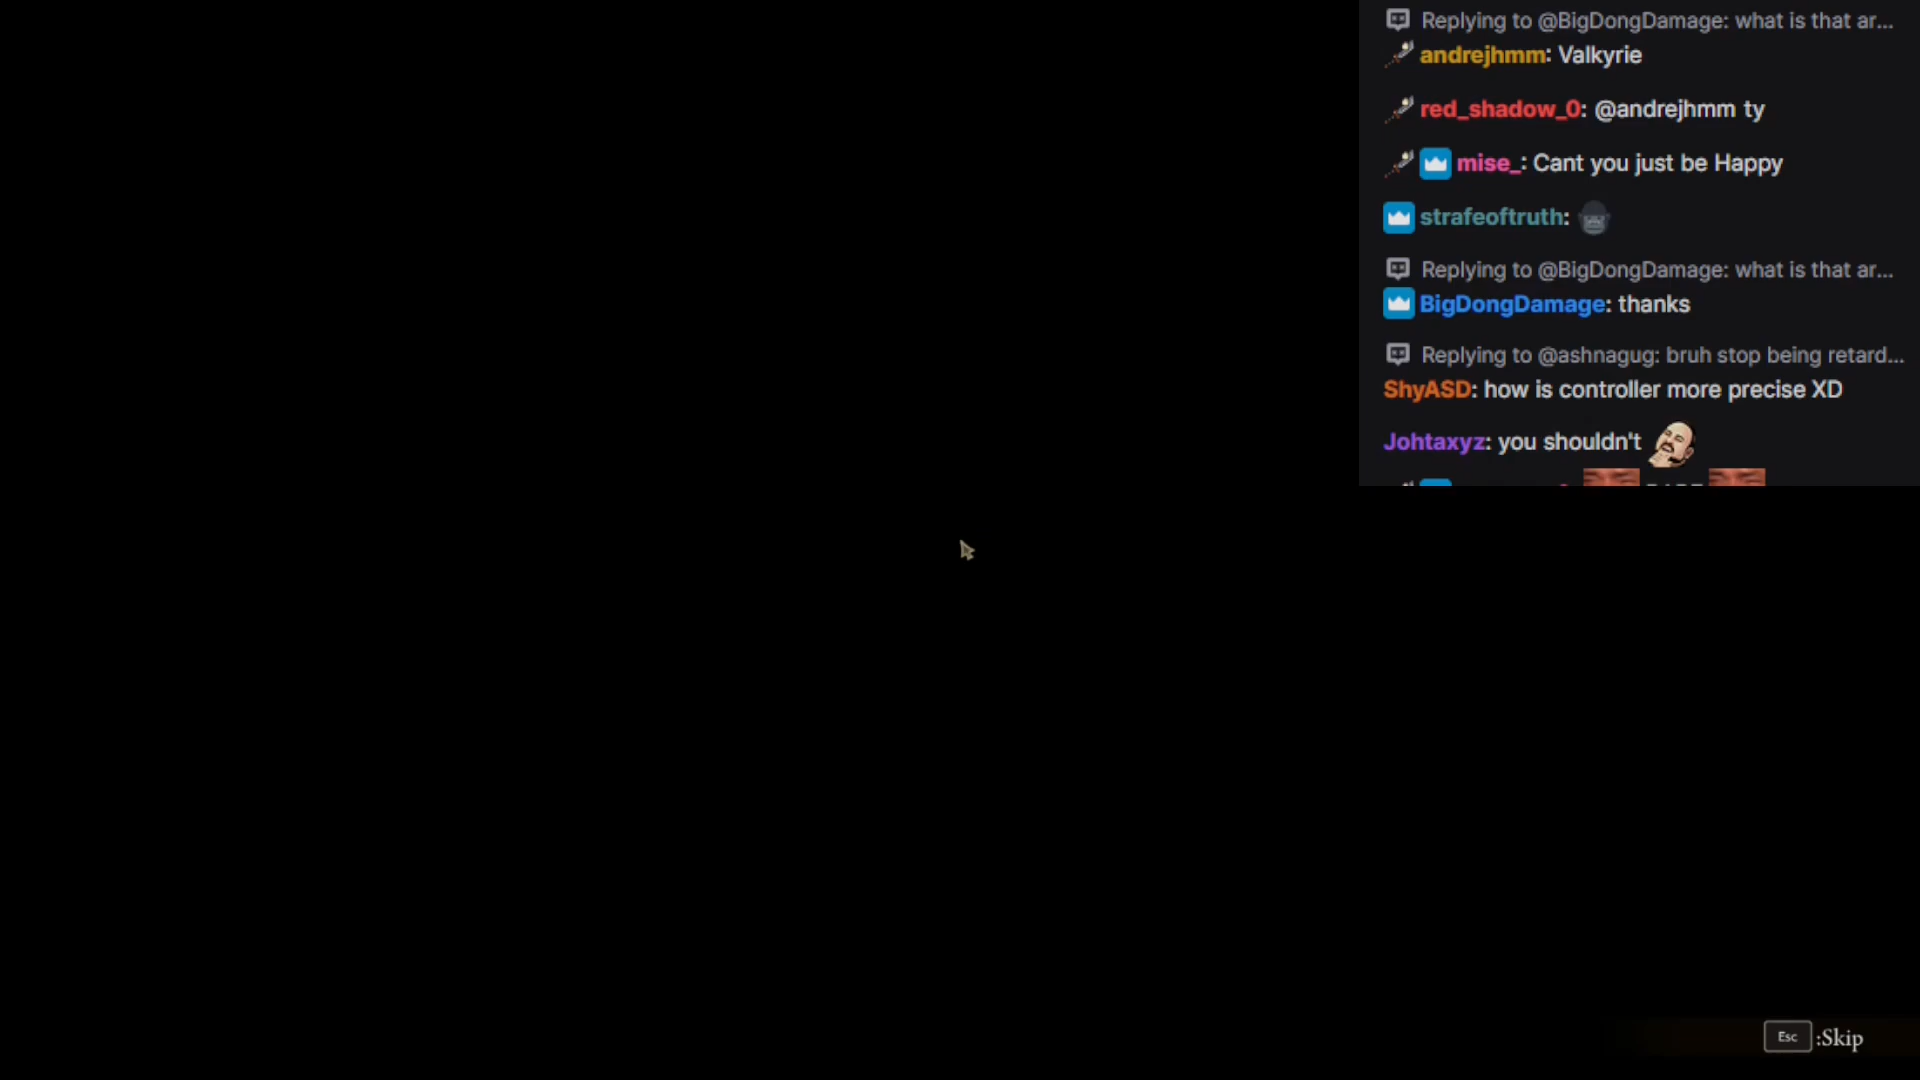 Replying to @BigDongDamage: what is that ar...
andrejhmm: Valkyrie
red_shadow_0: @andrejhmm ty
mise_: Cant you just be Happy
strafeoftruth:
Replying to @BigDongDamage: what is that ar...
BigDongDamage: thanks
Replying to @ashnagug: bruh stop being retard...
ShyASD: how is controller more precise XD
Johtaxyz: you shouldn't
Esc :Skip